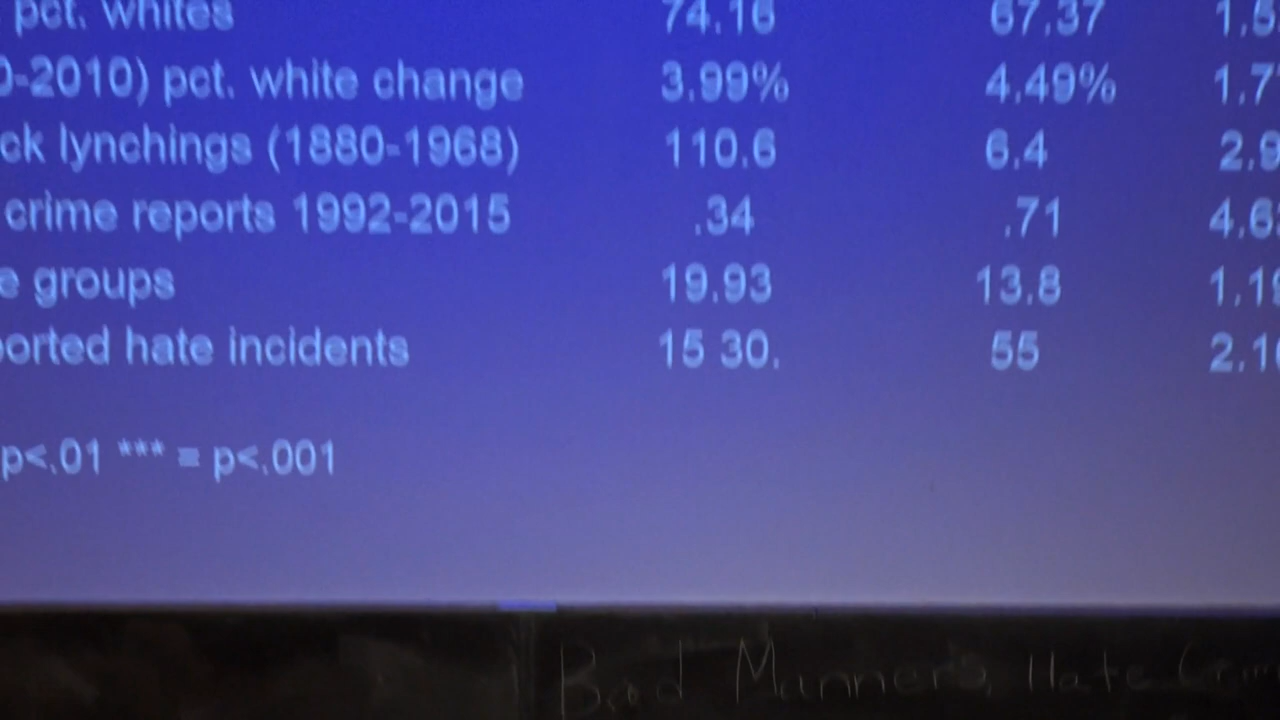 pct. whites 74.16 67.37 1.5
0-2010) pct. white change 3.99% 4.49% 1.7
ck lynchings (1880-1968) 110.6 6.4 2.9
crime reports 1992-2015 .34 .71 4.6
e groups 19.93 13.8 1.19
orted hate incidents 15 30. 55 2.1
p<.01 *** = p<.001
Bad Manners, Hate